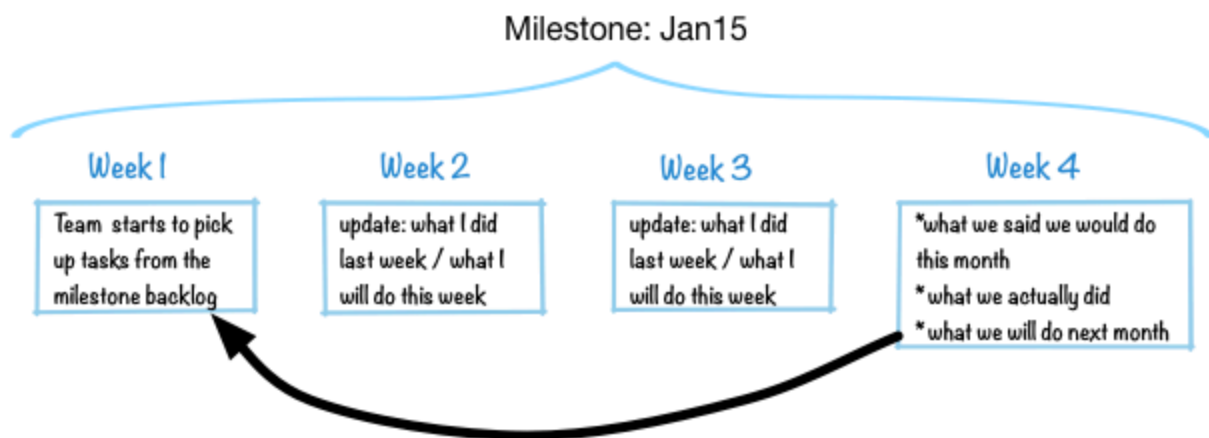 Milestone: Jan15
Week 1
Team starts to pick
up tasks from the
milestone backlog
Week 2
update: what I did
last week / what I
will do this week
Week 3
update: what I did
last week / what I
will do this week
Week 4
*what we said we would do
this month
*what we actually did
*what we will do next month